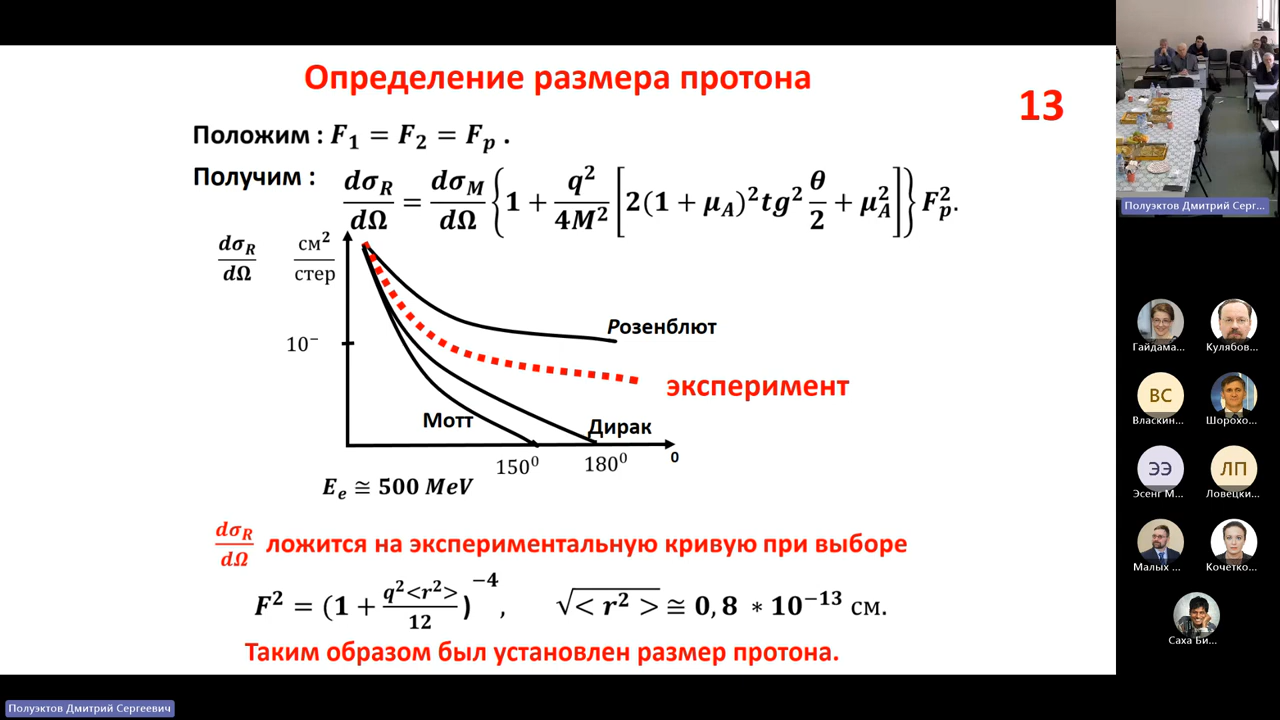 Определение размера протона
13
Положим : F₁ = F₂ = Fₚ .
Получим : dσ_R/dΩ = dσ_M/dΩ {1 + q²/4M² [2(1 + μ_A)²tg² θ/2 + μ_A²]} Fₚ².
dσ_R/dΩ см²/стер
Розенблют
10⁻
эксперимент
Мотт
Дирак
150⁰
180⁰
0
E_e ≅ 500 MeV
dσ_R/dΩ ложится на экспериментальную кривую при выборе
F² = (1 + q²<r²>/12)⁻⁴, √<r²> ≅ 0,8 * 10⁻¹³ см.
Таким образом был установлен размер протона.
Полуэктов Дмитрий Сергеевич
Полуэктов Дмитрий Серг...
Гайдама...
Кулябов...
ВС
Власкин...
Шорохо...
ЭЭ
Эсенг М...
ЛП
Ловецки...
Малых ...
Кочетко...
Саха Би...